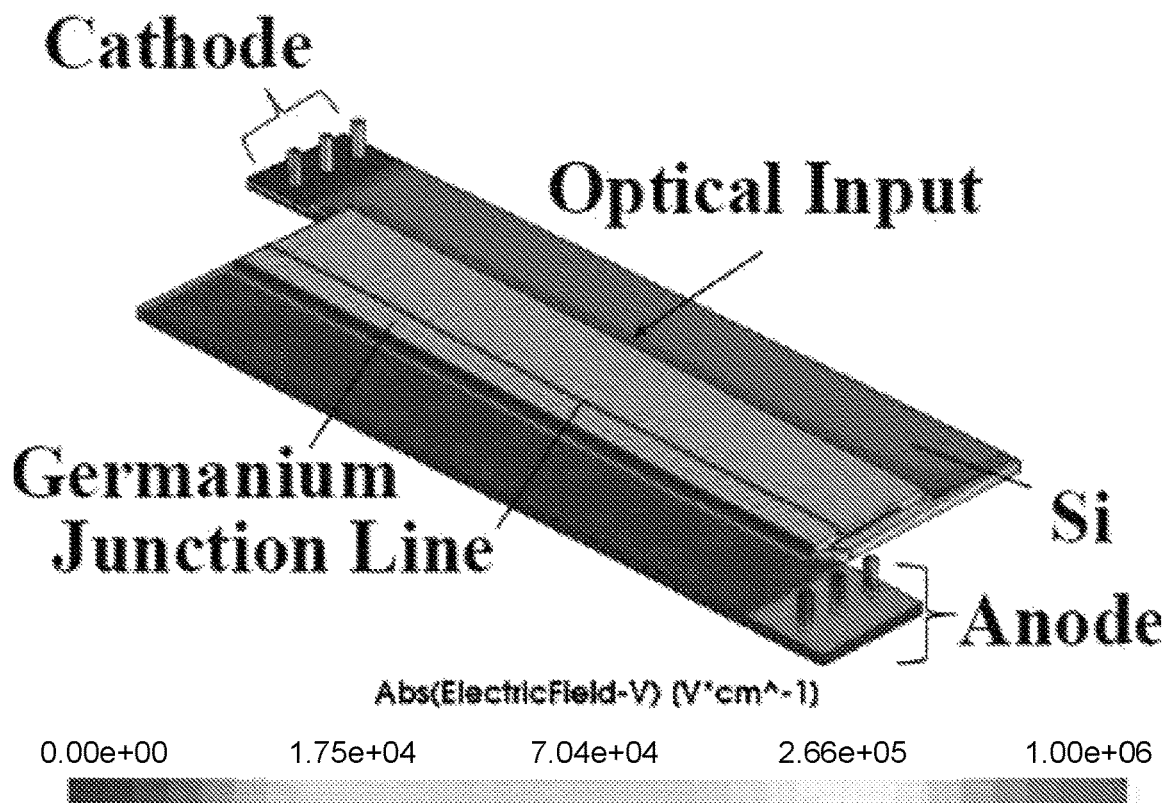 Cathode
Optical Input
Germanium
Junction Line
Si
Anode
Abs(ElectricField-V) (V*cm^-1)
0.00e+00 1.75e+04 7.04e+04 2.66e+05 1.00e+06